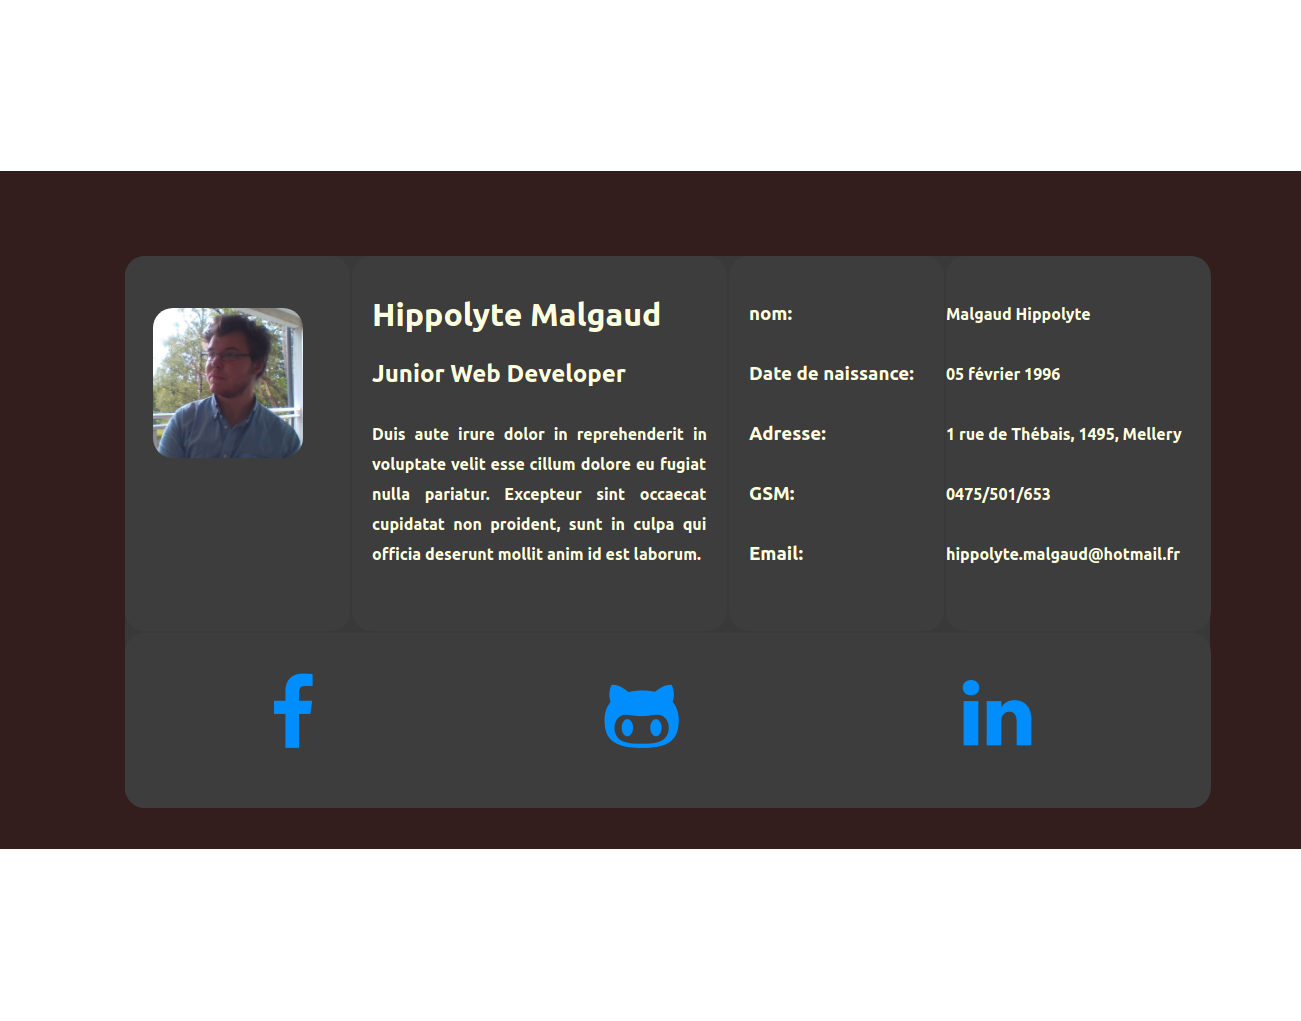 Hippolyte Malgaud
Junior Web Developer
Duis aute irure dolor in reprehenderit in
voluptate velit esse cillum dolore eu fugiat
nulla pariatur. Excepteur sint occaecat
cupidatat non proident, sunt in culpa qui
officia deserunt mollit anim id est laborum.
nom: Malgaud Hippolyte
Date de naissance: 05 février 1996
Adresse: 1 rue de Thébais, 1495, Mellery
GSM: 0475/501/653
Email: hippolyte.malgaud@hotmail.fr